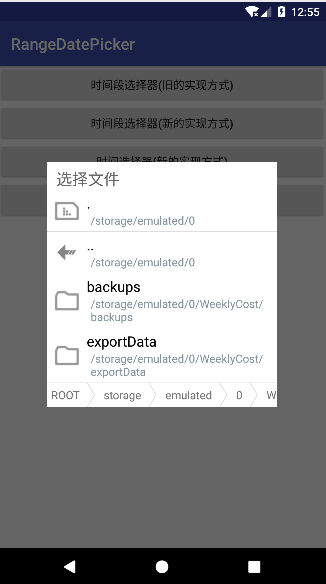 12:55
RangeDatePicker
时间段选择器(旧的实现方式)
时间段选择器(新的实现方式)
时间选择器(新的实现方式)
选择文件
.
/storage/emulated/0
..
/storage/emulated/0
backups
/storage/emulated/0/WeeklyCost/
backups
exportData
/storage/emulated/0/WeeklyCost/
exportData
ROOT storage emulated 0 W